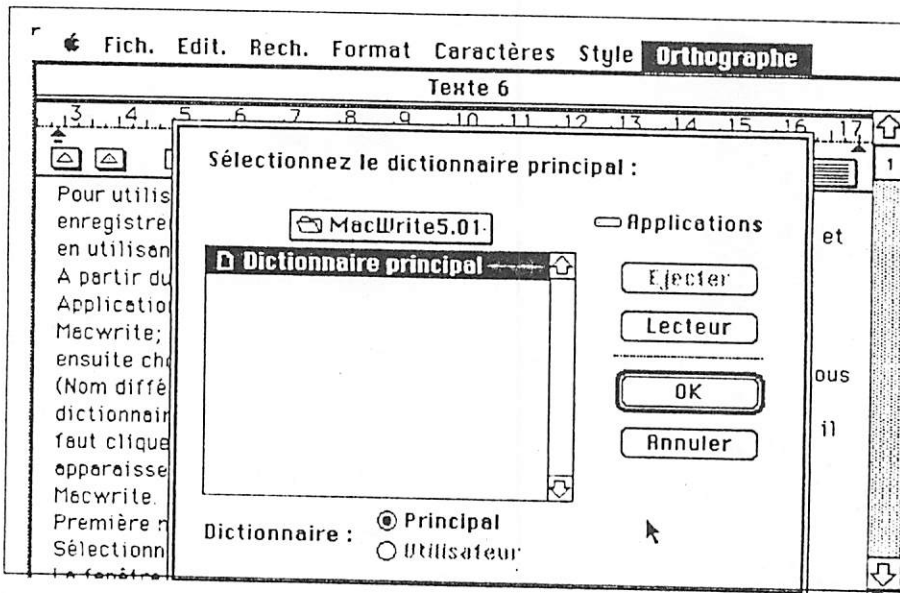 Fich. Edit. Rech. Format Caractères Style Orthographe
Texte 6
3 4 5 6 7 8 9 10 11 12 13 14 15 16 17
1
Sélectionnez le dictionnaire principal :
MacWrite5.01
Applications
Dictionnaire principal
Ejecter
Lecteur
OK
Annuler
Dictionnaire :
Principal
Utilisateur
Pour utilis
enregistre
en utilisan
A partir du
Applicatio
Macwrite;
ensuite ch
(Nom diffé
dictionnair
faut clique
apparaisse
Macwrite.
Première
Sélectionn
La fenêtre
et
ous
il